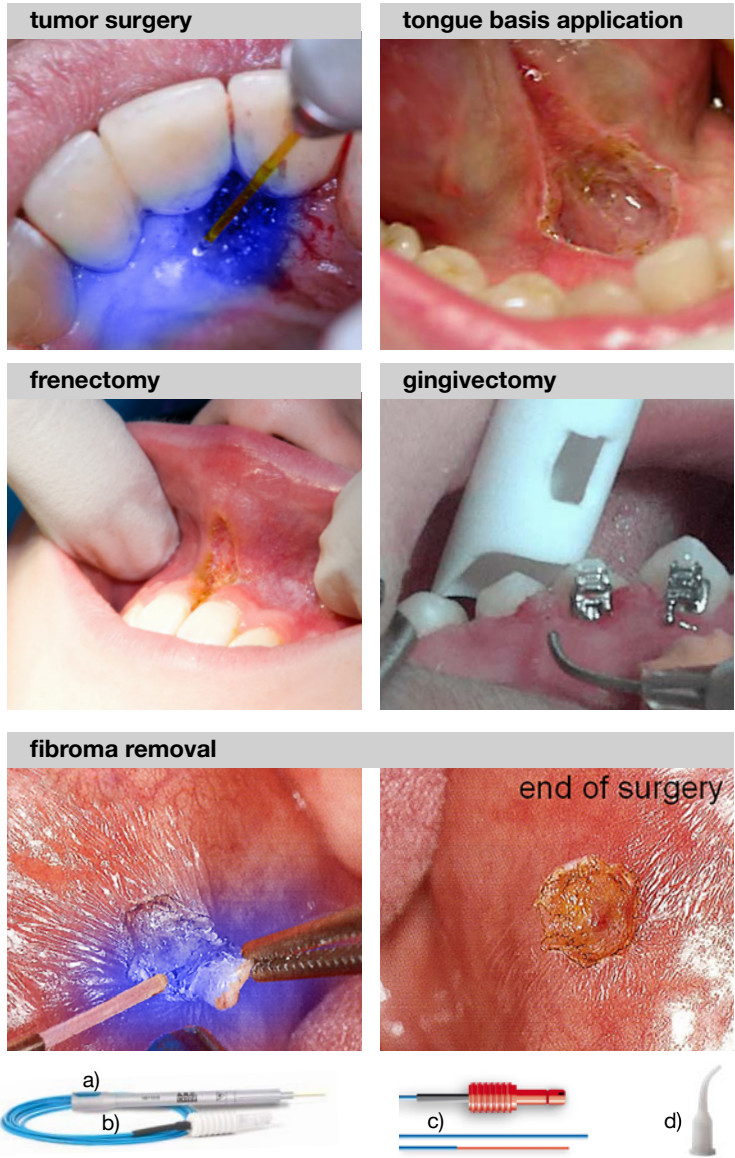 tumor surgery
tongue basis application
frenectomy
gingivectomy
fibroma removal
end of surgery
a)
b)
c)
d)